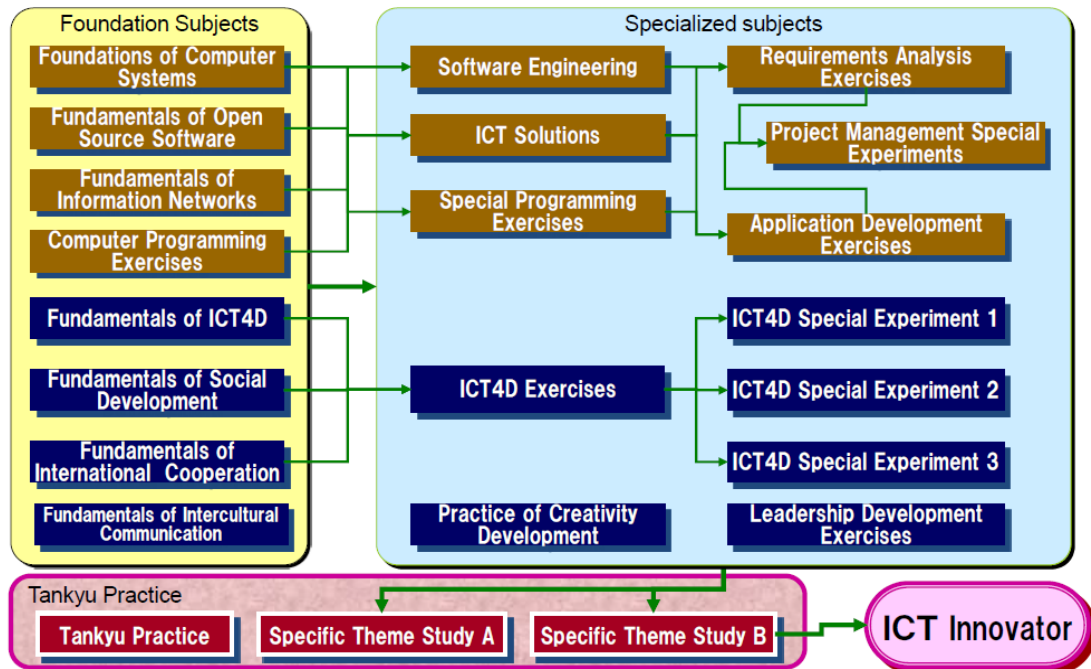 Foundation Subjects
Foundations of Computer
Systems
Fundamentals of Open
Source Software
Fundamentals of
Information Networks
Computer Programming
Exercises
Fundamentals of ICT4D
Fundamentals of Social
Development
Fundamentals of
International Cooperation
Fundamentals of Intercultural
Communication
Specialized subjects
Software Engineering
ICT Solutions
Special Programming
Exercises
ICT4D Exercises
Practice of Creativity
Development
Requirements Analysis
Exercises
Project Management Special
Experiments
Application Development
Exercises
ICT4D Special Experiment 1
ICT4D Special Experiment 2
ICT4D Special Experiment 3
Leadership Development
Exercises
Tankyu Practice
Tankyu Practice
Specific Theme Study A
Specific Theme Study B
ICT Innovator